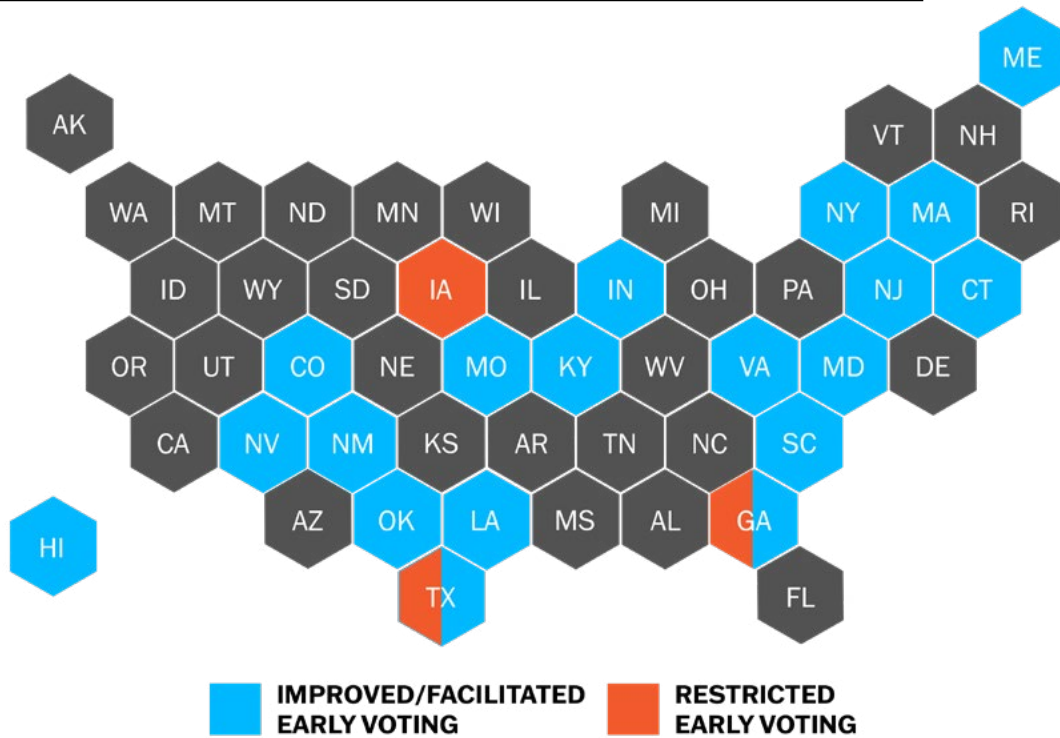 ME
AK
VT NH
WA MT ND MN WI MI NY MA RI
ID WY SD IA IL IN OH PA NJ CT
OR UT CO NE MO KY WV VA MD DE
CA NV NM KS AR TN NC SC
AZ OK LA MS AL GA
HI
TX FL
IMPROVED/FACILITATED
EARLY VOTING
RESTRICTED
EARLY VOTING